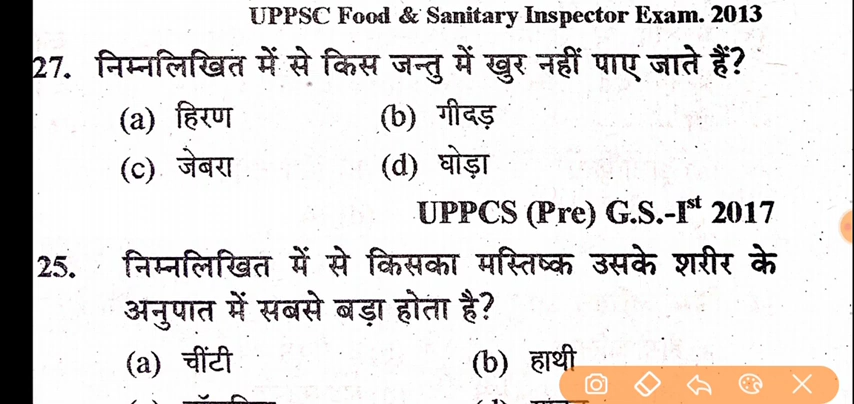 UPPSC Food & Sanitary Inspector Exam. 2013
27. निम्नलिखित में से किस जन्तु में खुर नहीं पाए जाते हैं?
(a) हिरण (b) गीदड़
(c) जेबरा (d) घोड़ा
UPPCS (Pre) G.S.-Ist 2017
25. निम्नलिखित में से किसका मस्तिष्क उसके शरीर के
अनुपात में सबसे बड़ा होता है?
(a) चींटी (b) हाथी